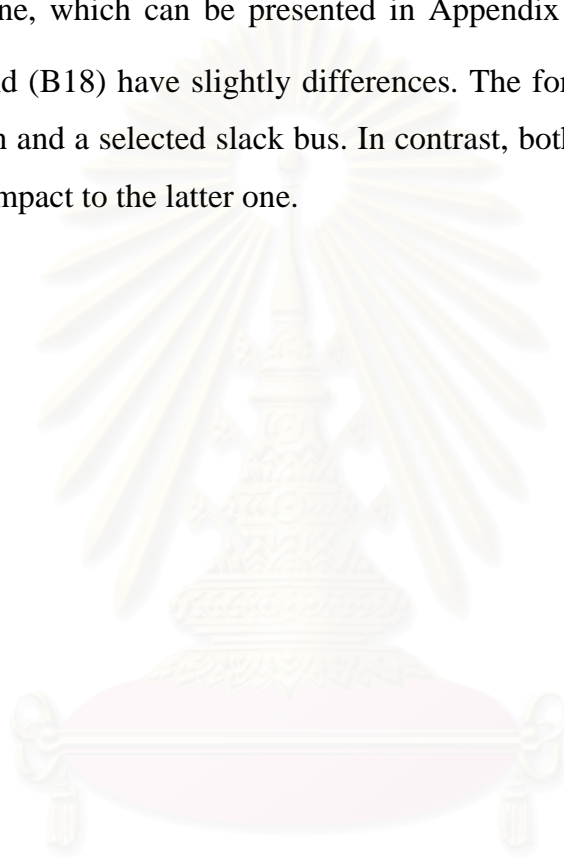 ne, which can be presented in Appendix
d (B18) have slightly differences. The for
and a selected slack bus. In contrast, both
mpact to the latter one.